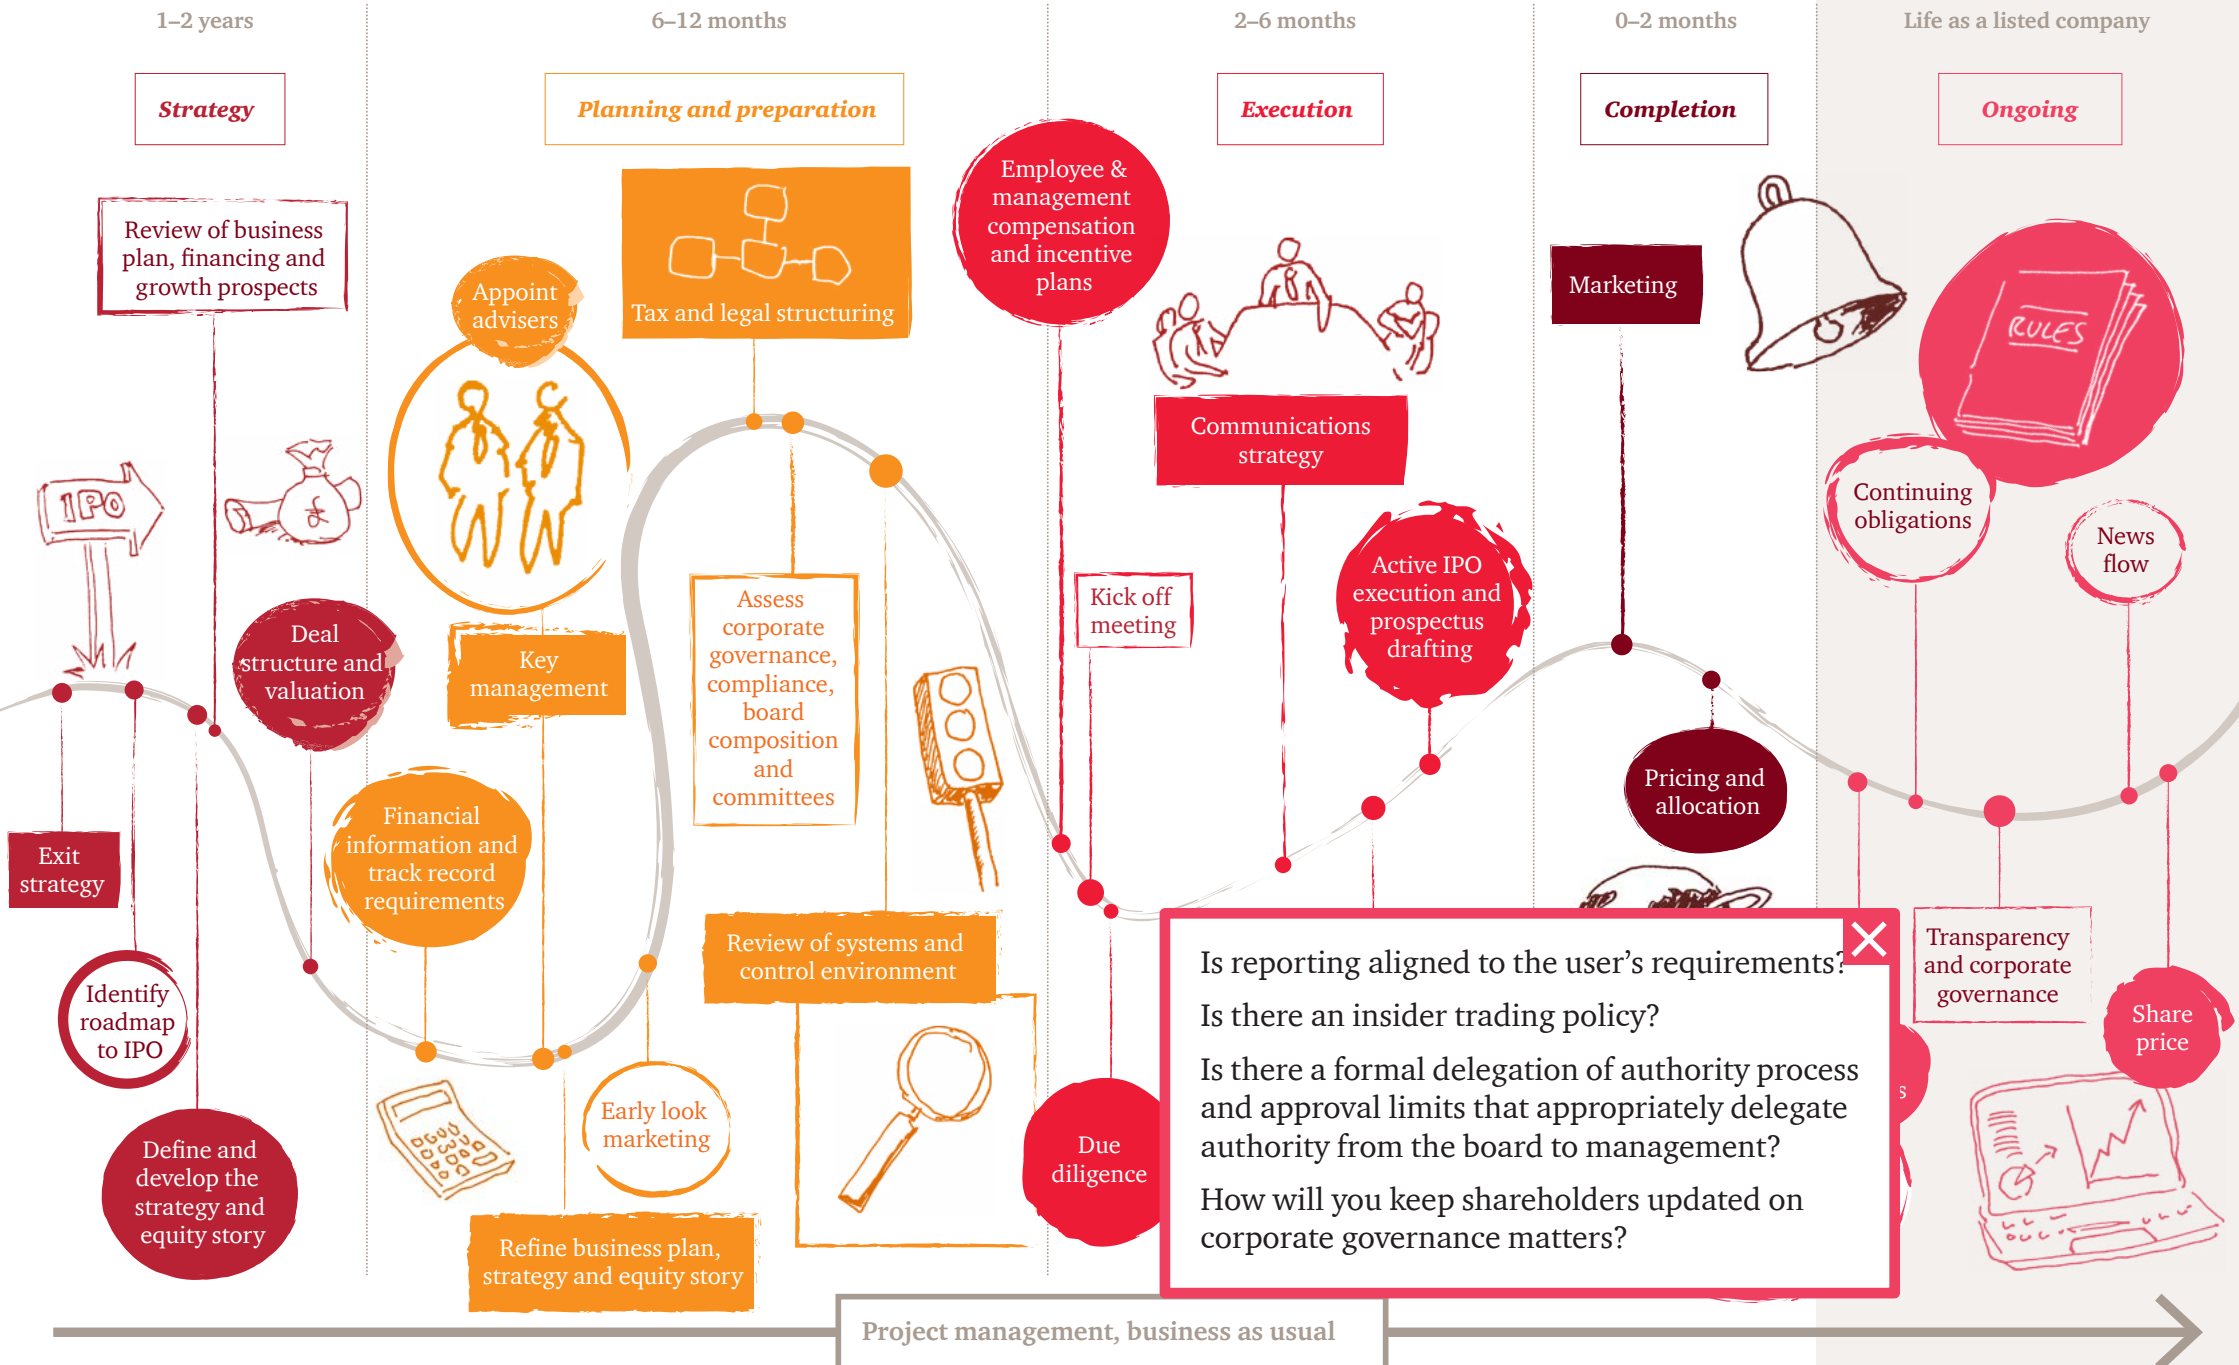 1–2 years
6–12 months
2–6 months
0–2 months
Life as a listed company
Strategy
Planning and preparation
Execution
Completion
Ongoing
Review of business
plan, financing and
growth prospects
IPO
£
Deal
structure and
valuation
Exit
strategy
Identify
roadmap
to IPO
Define and
develop the
strategy and
equity story
Appoint
advisers
Tax and legal structuring
Key
management
Financial
information and
track record
requirements
Assess
corporate
governance,
compliance,
board
composition
and
committees
Review of systems and
control environment
Early look
marketing
Refine business plan,
strategy and equity story
Employee &
management
compensation
and incentive
plans
Communications
strategy
Kick off
meeting
Active IPO
execution and
prospectus
drafting
Due
diligence
Marketing
Pricing and
allocation
RULES
Continuing
obligations
News
flow
Transparency
and corporate
governance
Share
price
s
Is reporting aligned to the user’s requirements?
Is there an insider trading policy?
Is there a formal delegation of authority process
and approval limits that appropriately delegate
authority from the board to management?
How will you keep shareholders updated on
corporate governance matters?
Project management, business as usual